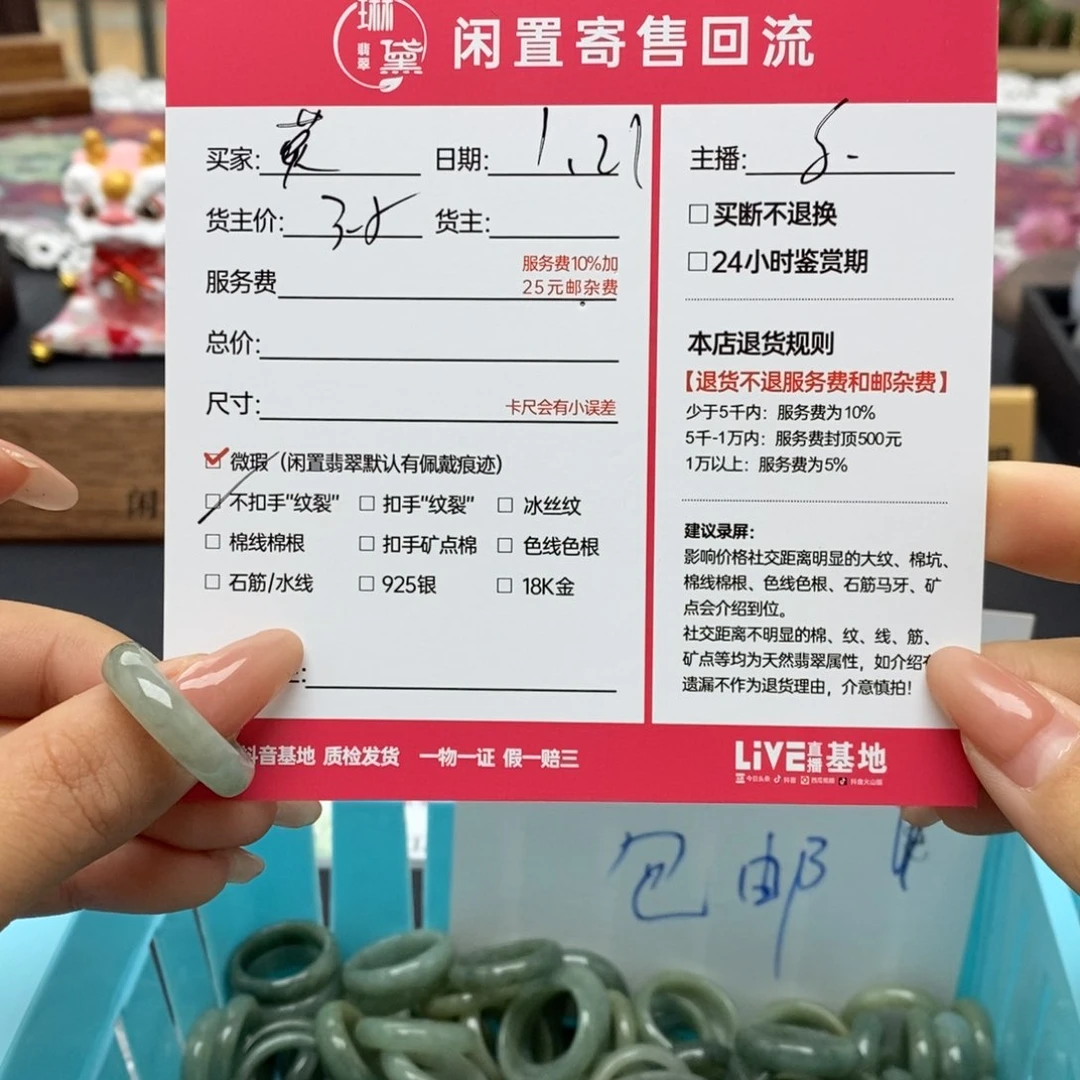 琳黛
翡翠
闲置寄售回流
买家: 黄 日期: 1.27
货主价: 货主:
服务费 服务费10%加
25元邮杂费
总价:
尺寸: 卡尺会有小误差
☑ 微瑕 (闲置翡翠默认有佩戴痕迹)
☐ 不扣手"纹裂" ☐ 扣手"纹裂" ☐ 冰丝纹
☐ 棉线棉根 ☐ 扣手矿点棉 ☐ 色线色根
☐ 石筋/水线 ☐ 925银 ☐ 18K金
主播:
☐ 买断不退换
☐ 24小时鉴赏期
本店退货规则
【退货不退服务费和邮杂费】
少于5千内: 服务费为10%
5千-1万内: 服务费封顶500元
1万以上: 服务费为5%
建议录屏:
影响价格社交距离明显的大纹、棉坑、
棉线棉根、色线色根、石筋马牙、矿
点会介绍到位。
社交距离不明显的棉、纹、线、筋、
矿点等均为天然翡翠属性, 如介绍有
遗漏不作为退货理由, 介意慎拍!
抖音基地 质检发货 一物一证 假一赔三
LiVE直播基地
今日头条 抖音 西瓜视频 抖音火山版
包邮
闲